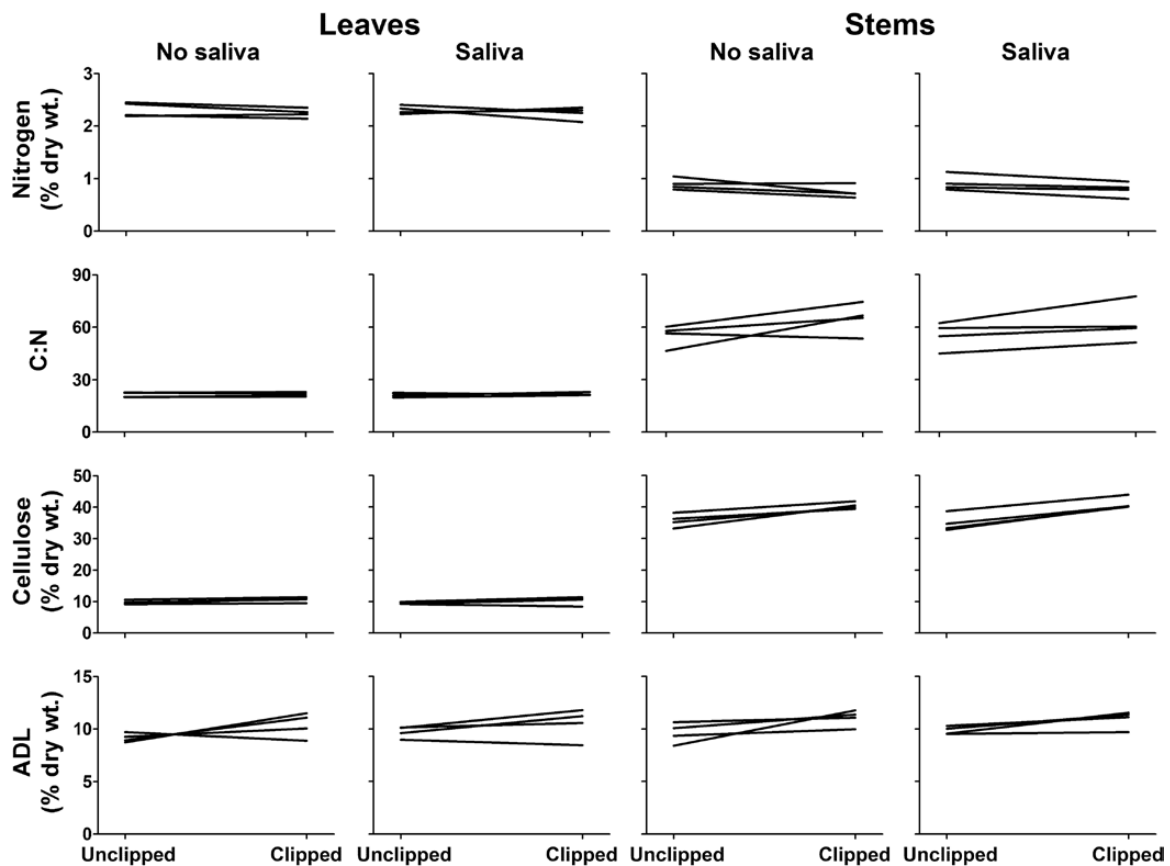 Leaves Stems
No saliva Saliva No saliva Saliva
Nitrogen
(% dry wt.)
3
2
1
0
C:N
90
60
30
0
Cellulose
(% dry wt.)
50
40
30
20
10
0
ADL
(% dry wt.)
15
10
5
0
Unclipped Clipped Unclipped Clipped Unclipped Clipped Unclipped Clipped